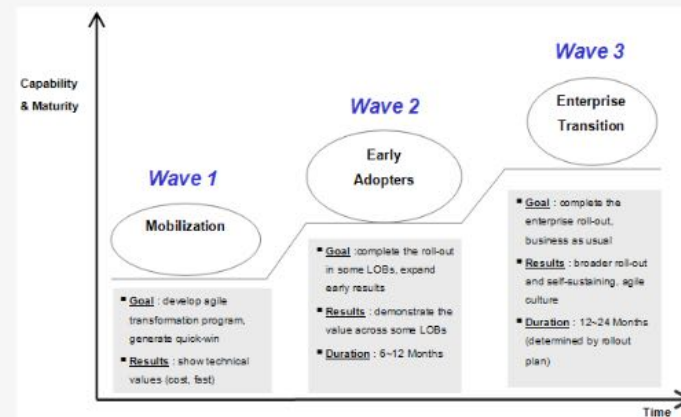 Capability
& Maturity
Wave 1
Mobilization
▪ Goal : develop agile
transformation program,
generate quick-win
▪ Results : show technical
values (cost, fast)
Wave 2
Early
Adopters
▪ Goal :complete the roll-out
in some LOBs, expand
early results
▪ Results : demonstrate the
value across some LOBs
▪ Duration : 6~12 Months
Wave 3
Enterprise
Transition
▪ Goal : complete the
enterprise roll-out,
business as usual
▪ Results : broader roll-out
and self-sustaining, agile
culture
▪ Duration : 12~24 Months
(determined by rollout
plan)
Time